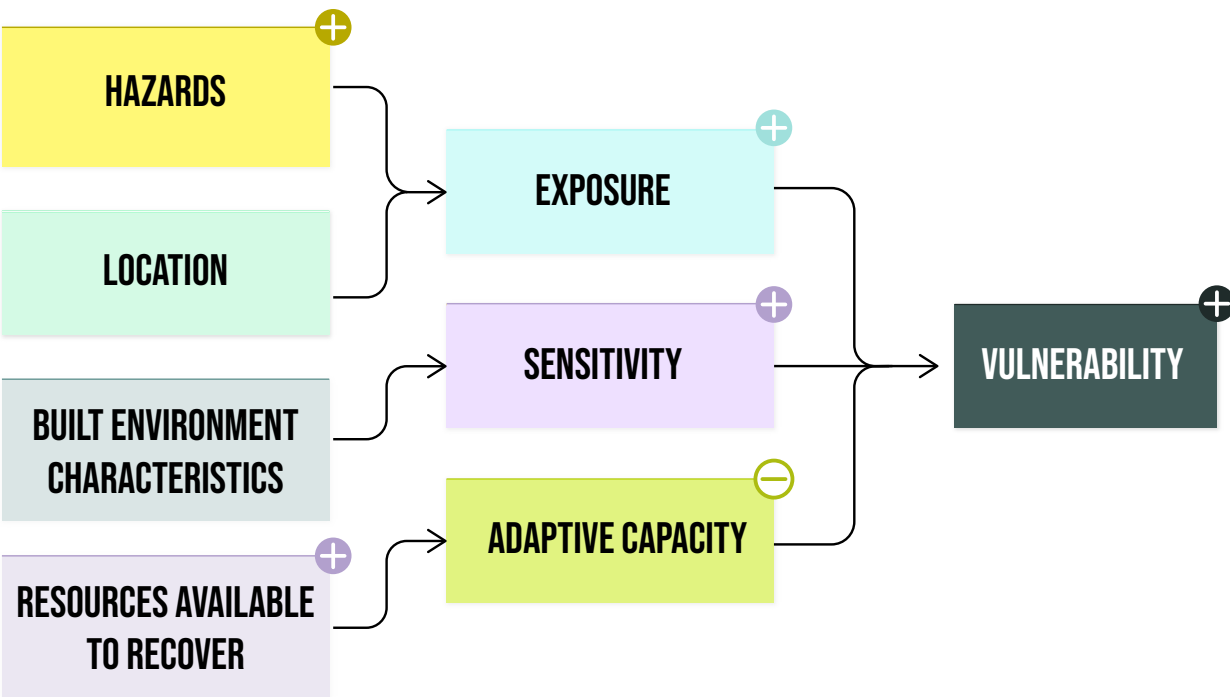 HAZARDS
LOCATION
BUILT ENVIRONMENT
CHARACTERISTICS
RESOURCES AVAILABLE
TO RECOVER
EXPOSURE
SENSITIVITY
ADAPTIVE CAPACITY
VULNERABILITY